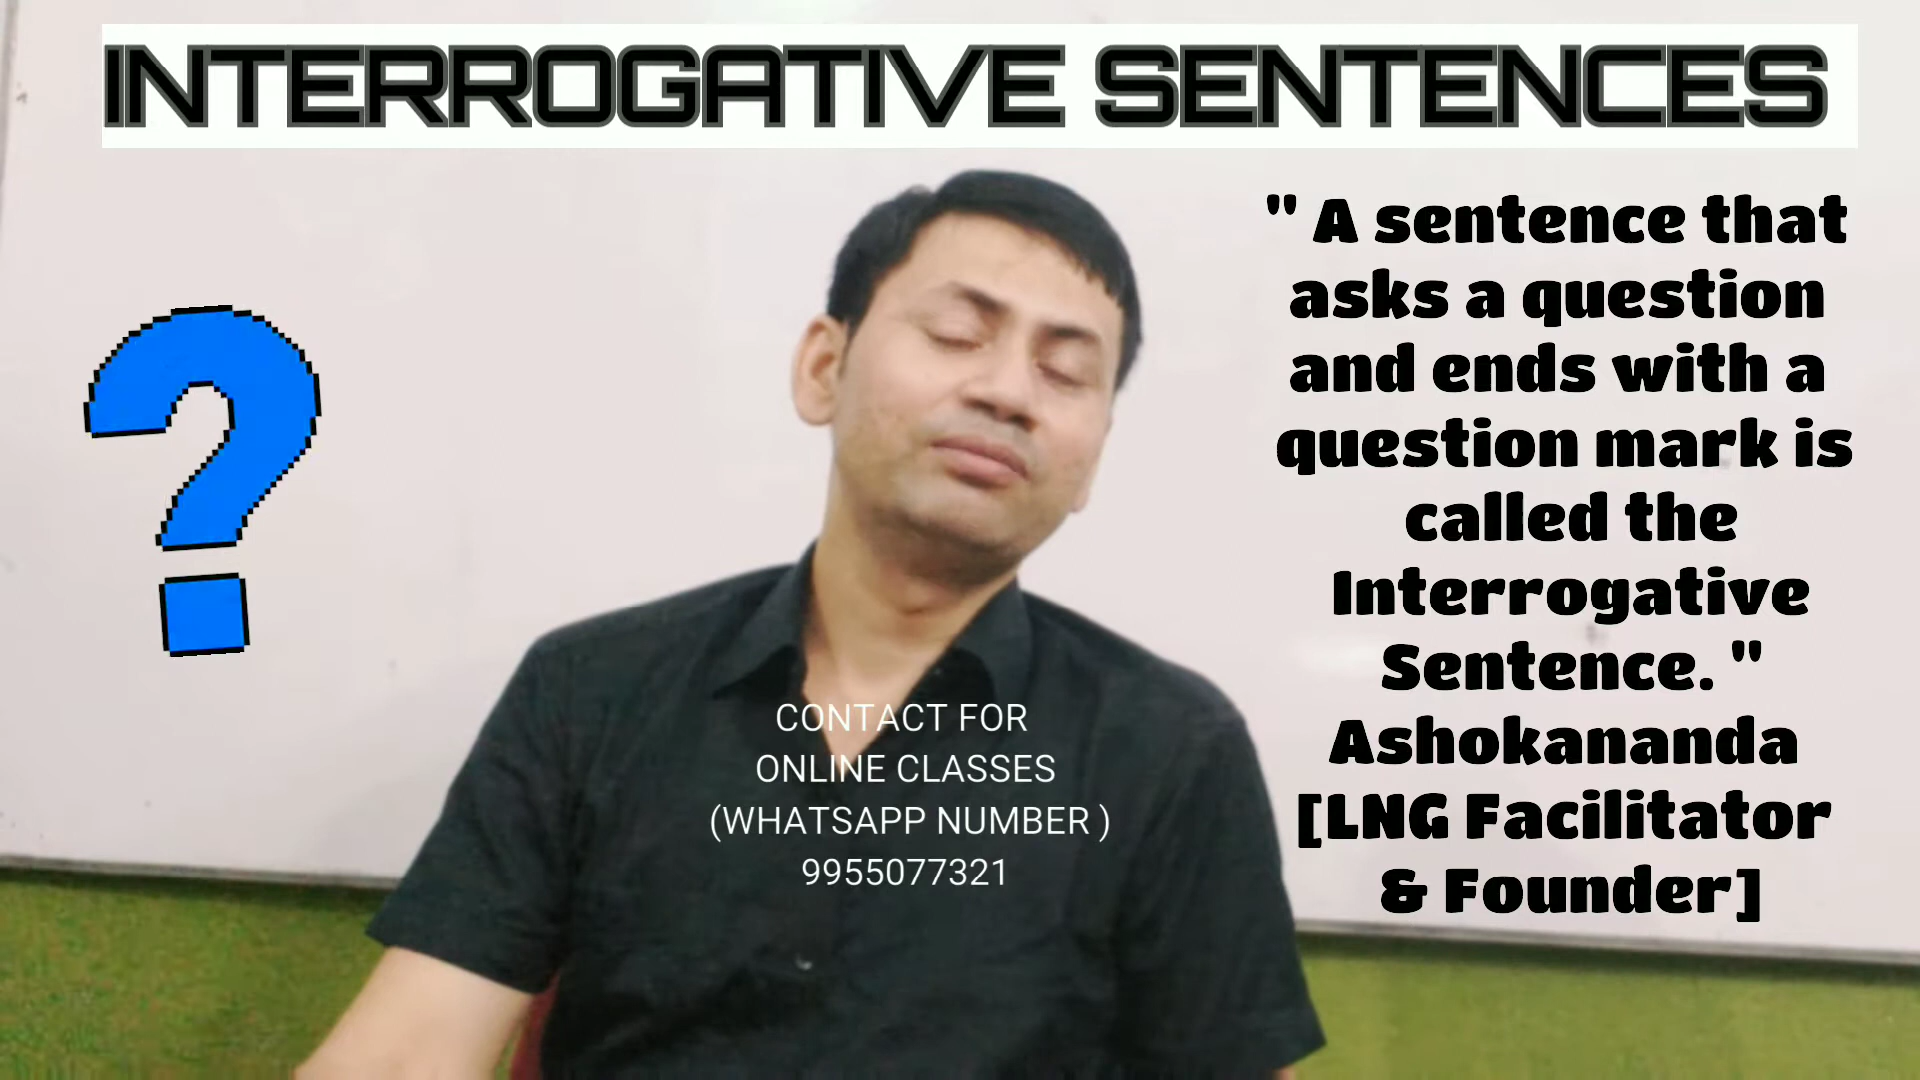 INTERROGATIVE SENTENCES
" A sentence that
asks a question
and ends with a
question mark is
called the
Interrogative
Sentence. "
Ashokananda
[LNG Facilitator
& Founder]
?
CONTACT FOR
ONLINE CLASSES
(WHATSAPP NUMBER )
9955077321